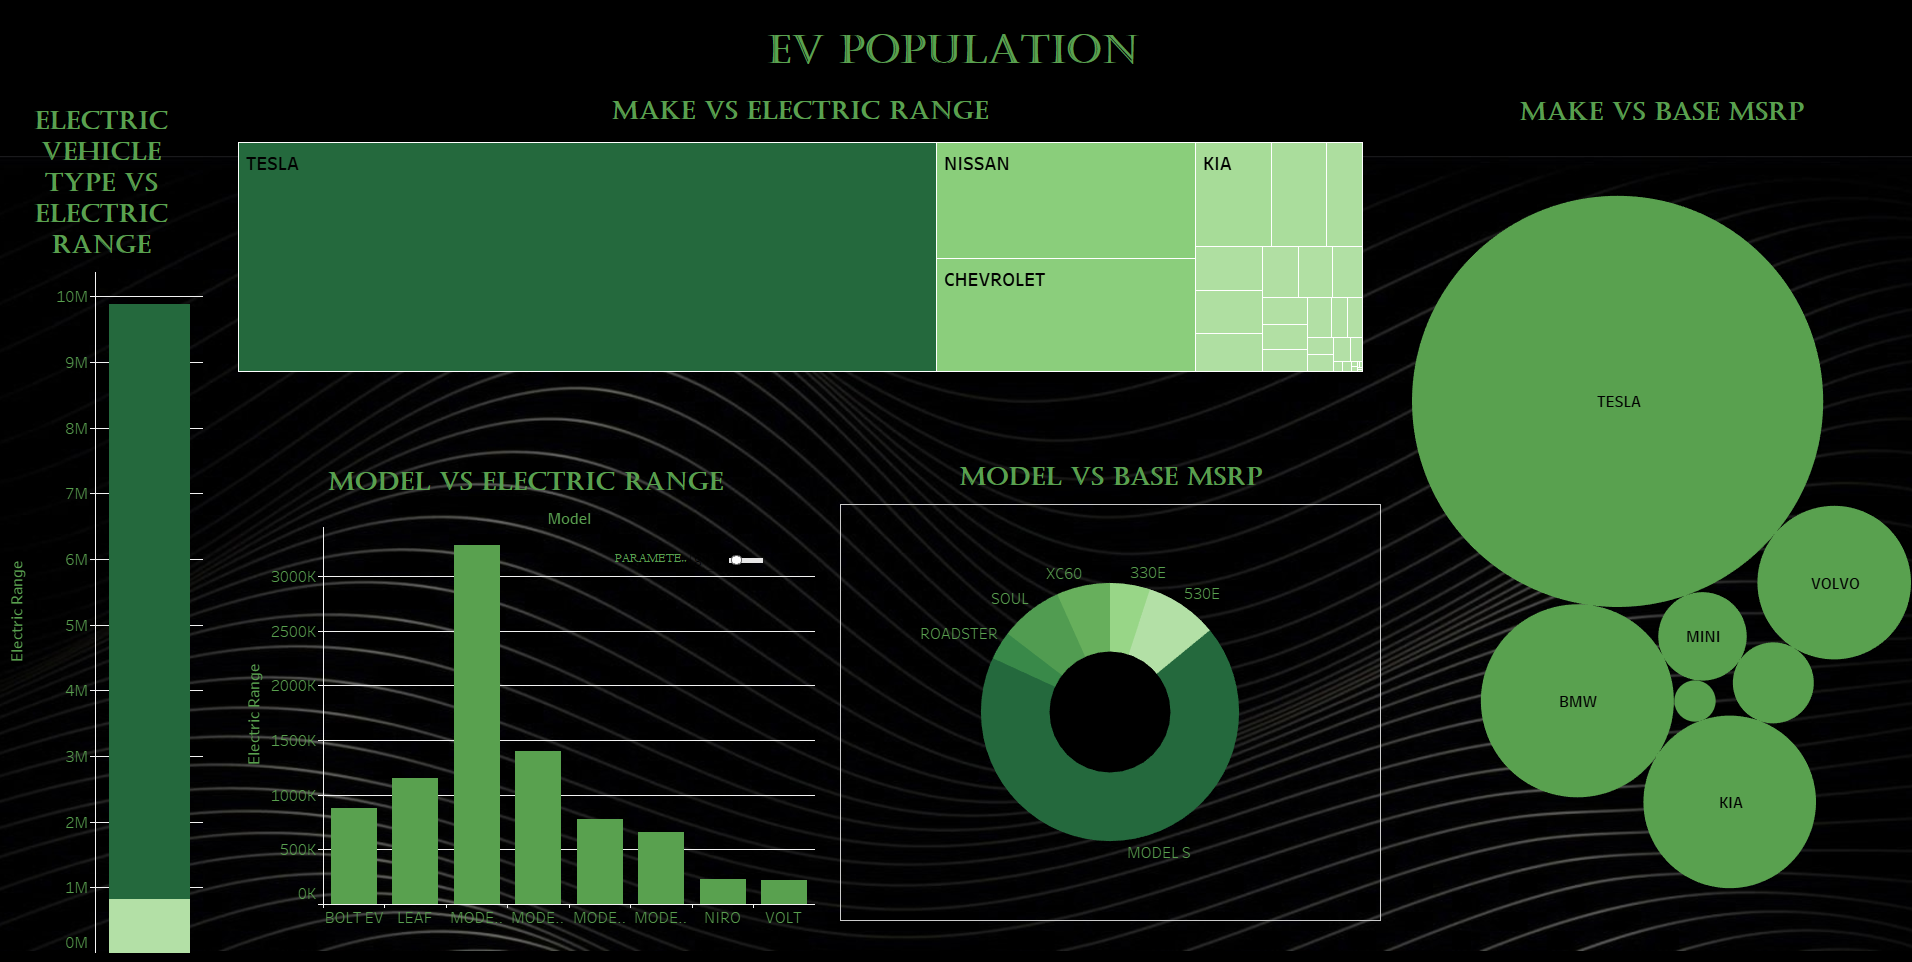 EV POPULATION
MAKE VS ELECTRIC RANGE
MAKE VS BASE MSRP
ELECTRIC
VEHICLE
TYPE VS
ELECTRIC
RANGE
TESLA
NISSAN
KIA
CHEVROLET
10M
9M
8M
7M
6M
5M
4M
3M
2M
1M
0M
Electric Range
MODEL VS ELECTRIC RANGE
Model
PARAMETE..
3000K
2500K
2000K
1500K
1000K
500K
0K
Electric Range
BOLT EV
LEAF
MODE..
MODE..
MODE..
MODE..
NIRO
VOLT
MODEL VS BASE MSRP
XC60
330E
530E
SOUL
ROADSTER
MODEL S
TESLA
VOLVO
MINI
BMW
KIA